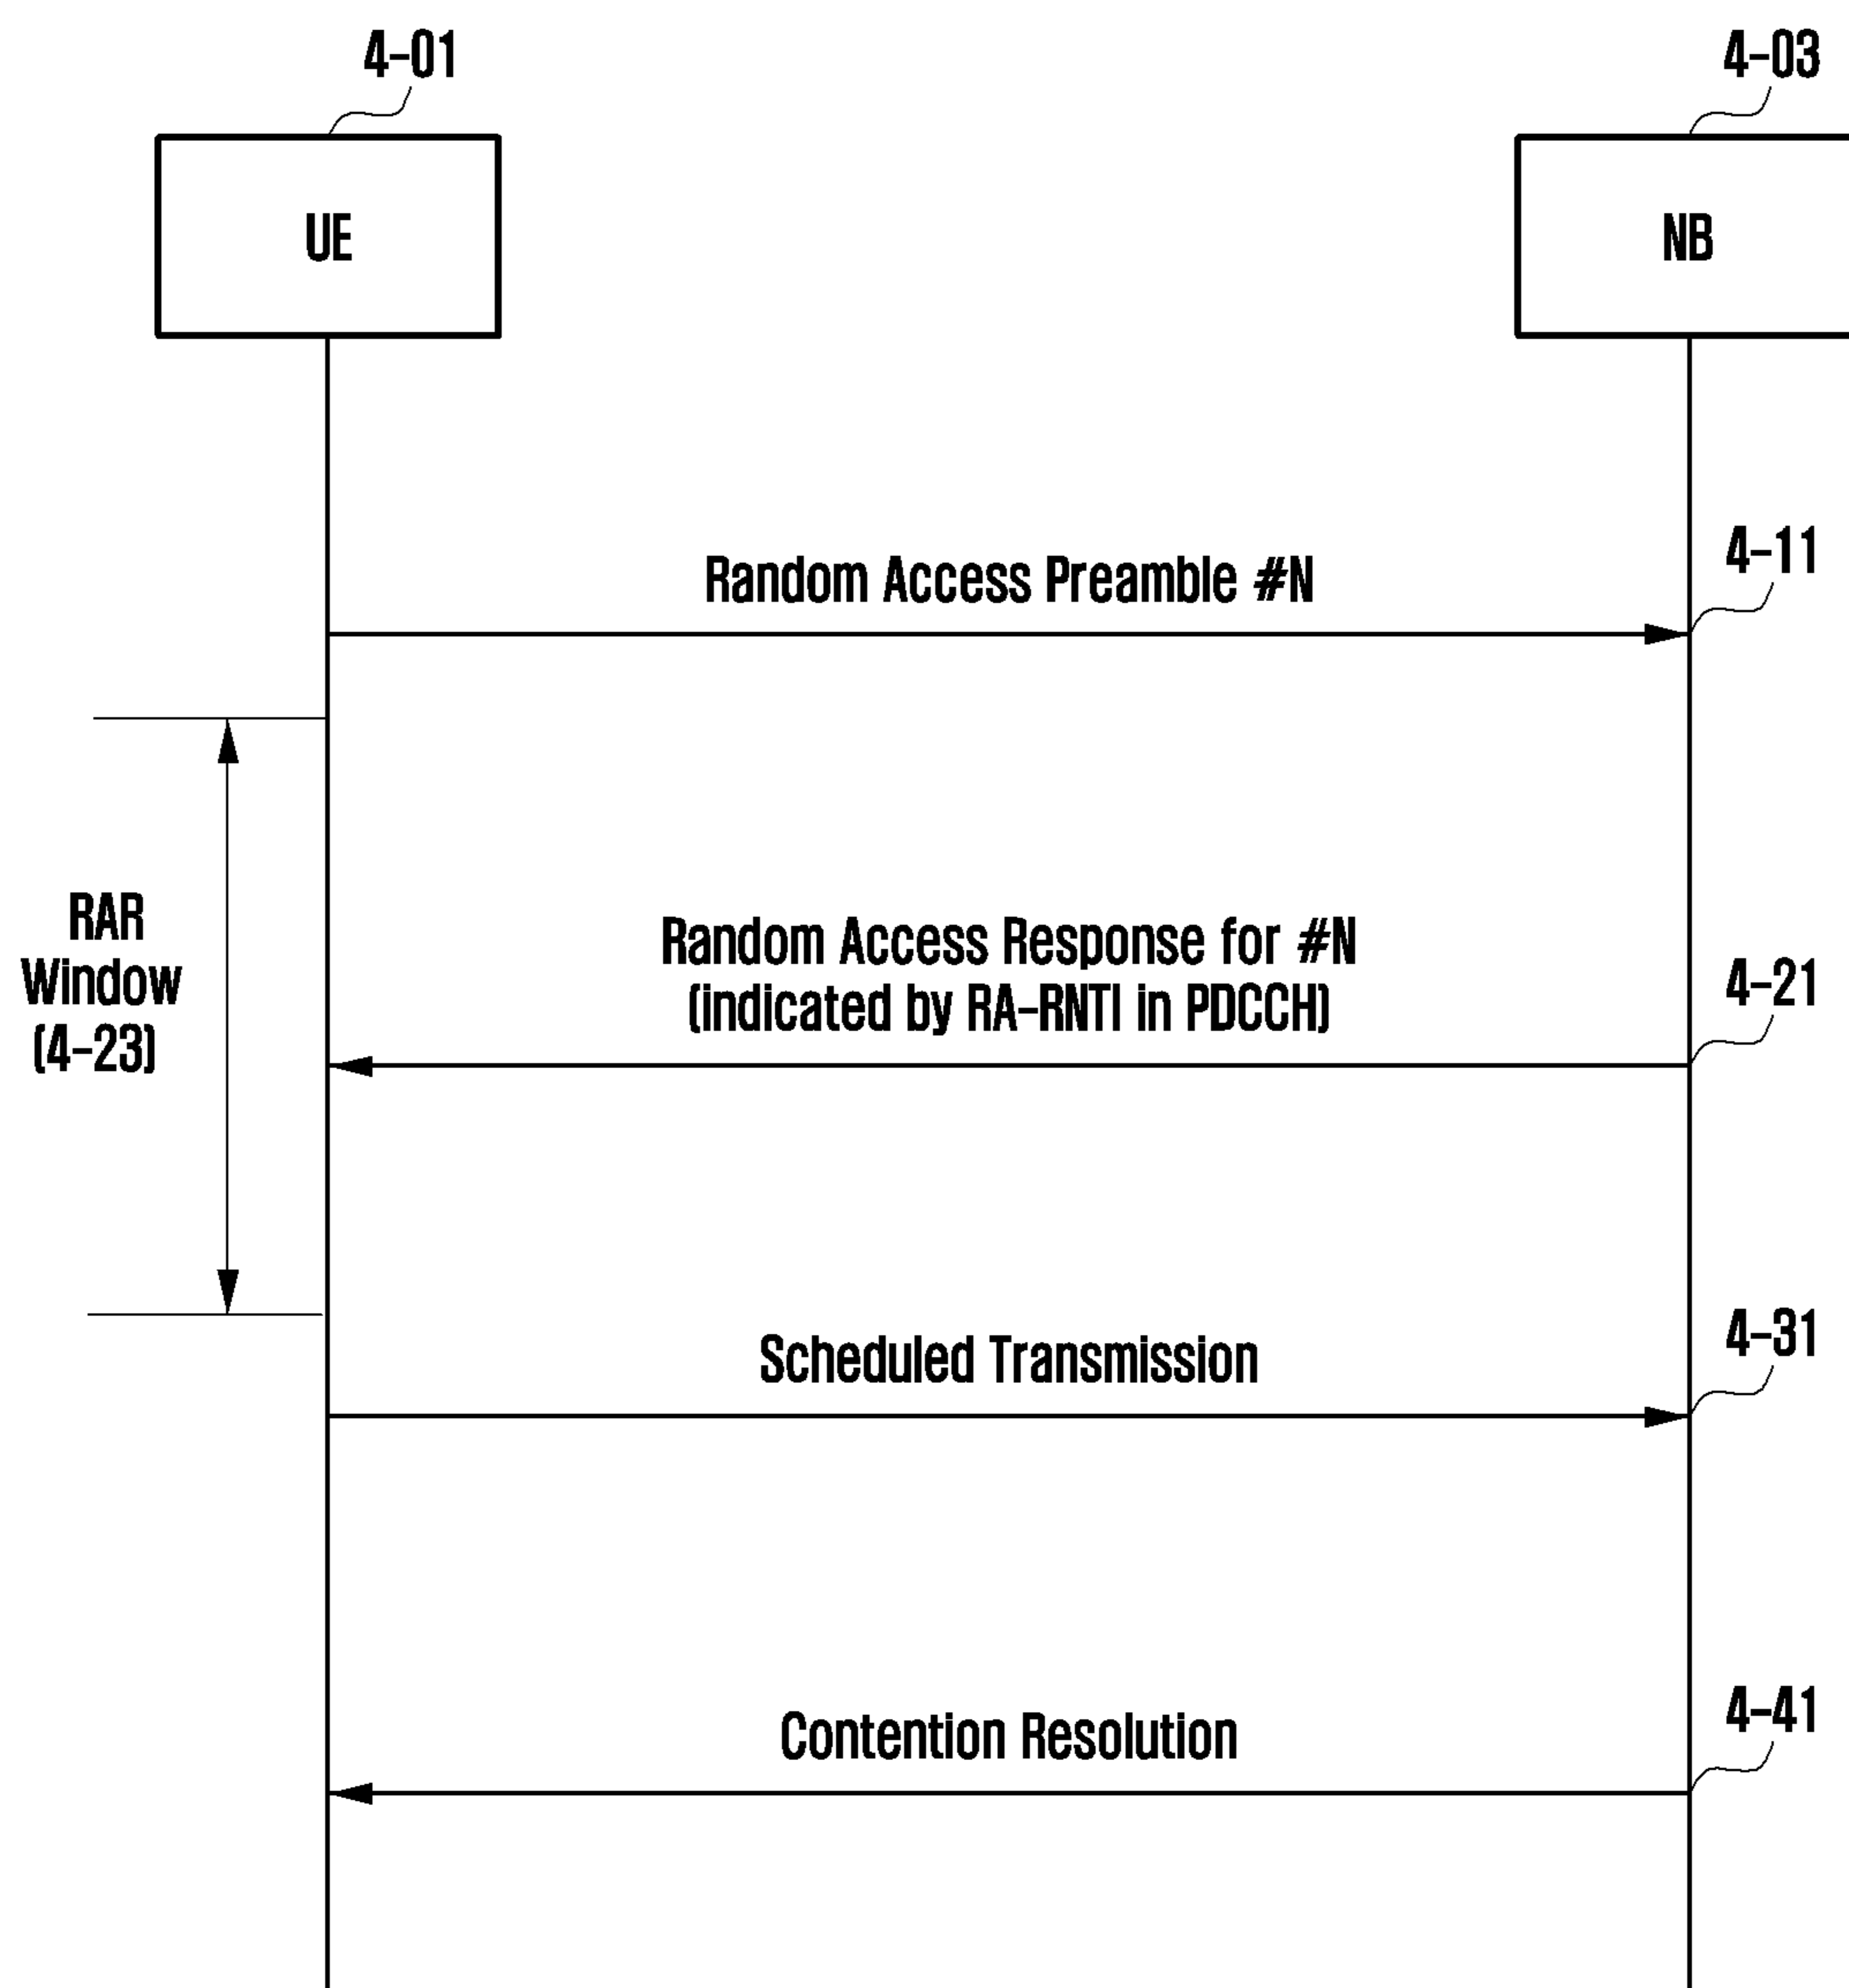 4-01
4-03
UE
NB
4-11
Random Access Preamble #N
RAR
Window
(4-23)
Random Access Response for #N
(indicated by RA-RNTI in PDCCH)
4-21
4-31
Scheduled Transmission
4-41
Contention Resolution